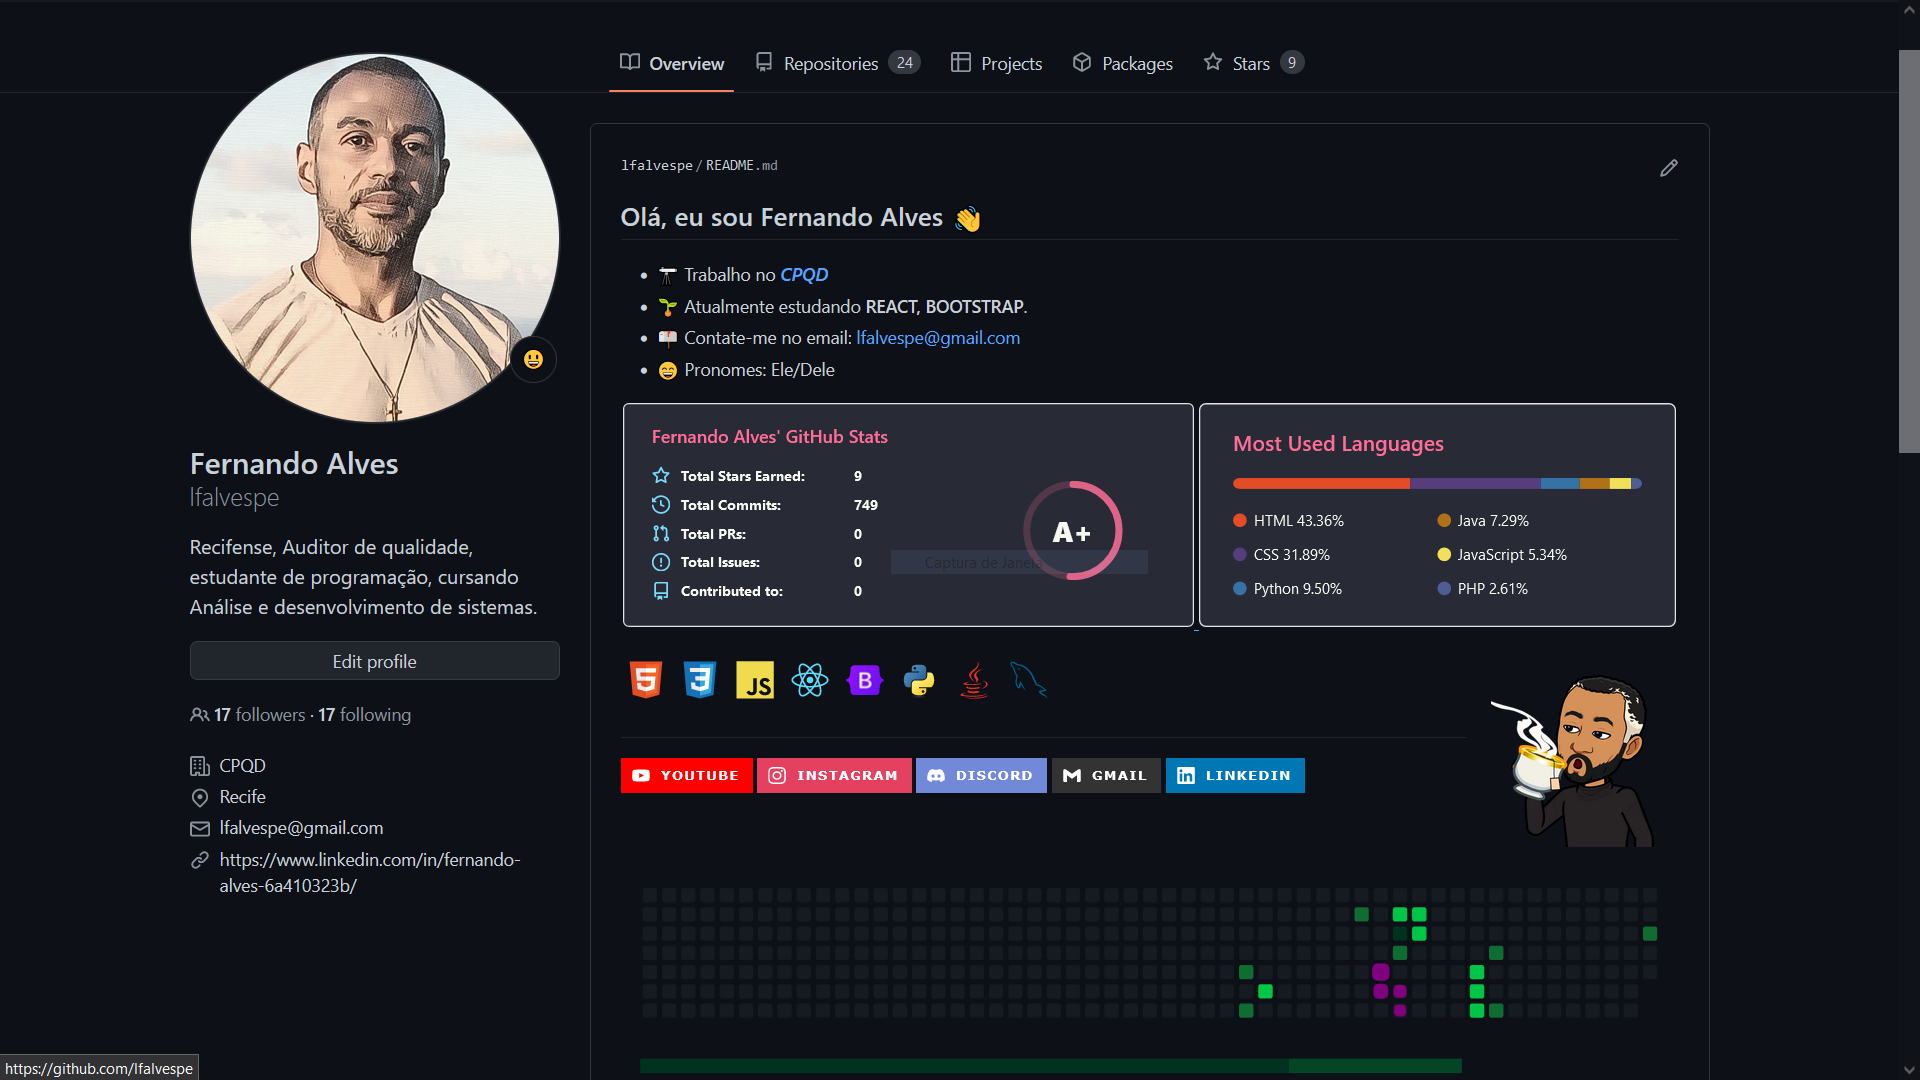 Overview
Repositories 24
Projects
Packages
Stars 9
Fernando Alves
lfalvespe
Recifense, Auditor de qualidade,
estudante de programação, cursando
Análise e desenvolvimento de sistemas.
Edit profile
17 followers · 17 following
CPQD
Recife
lfalvespe@gmail.com
https://www.linkedin.com/in/fernando-
alves-6a410323b/
lfalvespe/README.md
Olá, eu sou Fernando Alves 👋
Trabalho no CPQD
Atualmente estudando REACT, BOOTSTRAP.
Contate-me no email: lfalvespe@gmail.com
Pronomes: Ele/Dele
Fernando Alves' GitHub Stats
Total Stars Earned: 9
Total Commits: 749
Total PRs: 0
Total Issues: 0
Contributed to: 0
A+
Captura de Janela
Most Used Languages
HTML 43.36%
CSS 31.89%
Python 9.50%
Java 7.29%
JavaScript 5.34%
PHP 2.61%
5
3
JS
B
YOUTUBE
INSTAGRAM
DISCORD
GMAIL
LINKEDIN
https://github.com/lfalvespe